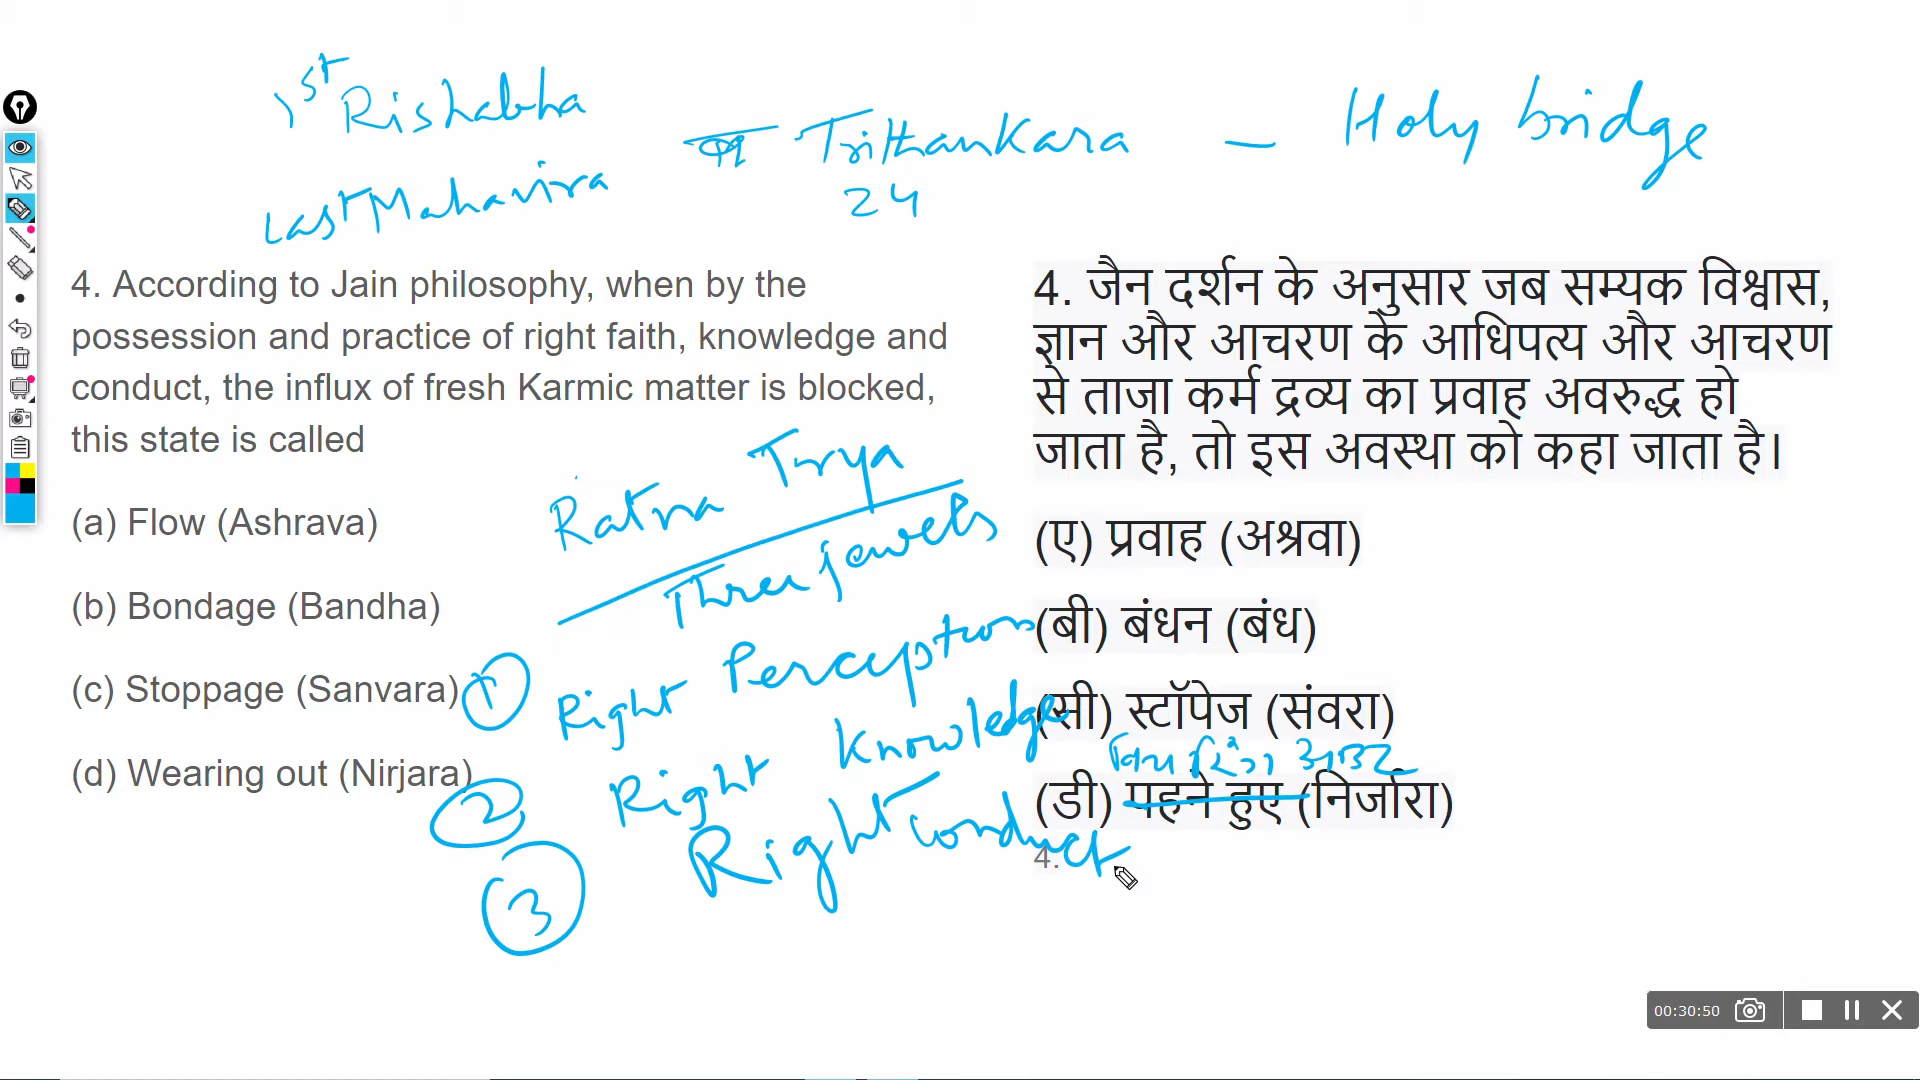 1st Rishabha
Trithankara — Holy bridge
Last Mahavira
24
4. According to Jain philosophy, when by the
possession and practice of right faith, knowledge and
conduct, the influx of fresh Karmic matter is blocked,
this state is called
(a) Flow (Ashrava)
(b) Bondage (Bandha)
(c) Stoppage (Sanvara)
(d) Wearing out (Nirjara)
Ratna Trya
Three jewels
1 Right Perception
2 Right Knowledge
3 Right conduct
4. जैन दर्शन के अनुसार जब सम्यक विश्वास,
ज्ञान और आचरण के आधिपत्य और आचरण
से ताजा कर्म द्रव्य का प्रवाह अवरुद्ध हो
जाता है, तो इस अवस्था को कहा जाता है।
(ए) प्रवाह (अश्रवा)
(बी) बंधन (बंध)
(सी) स्टॉपेज (संवरा)
(डी) पहने हुए (निर्जारा)
4.
00:30:50